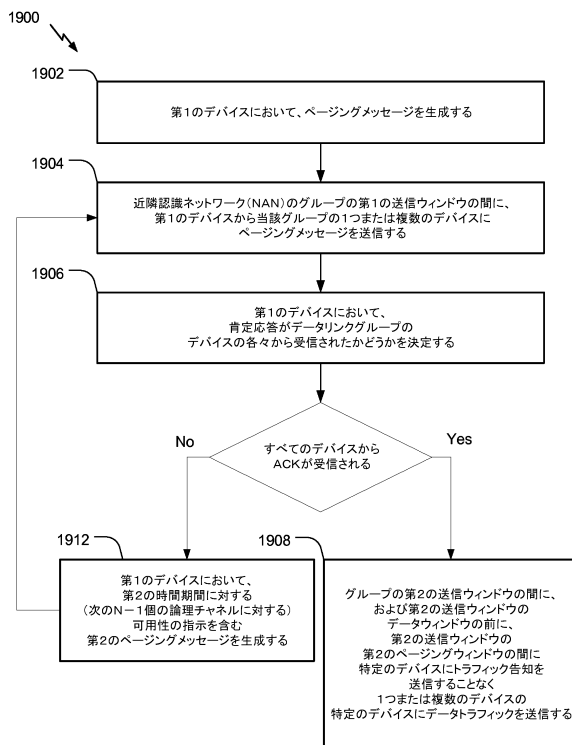 1900
1902
第1のデバイスにおいて、ページングメッセージを生成する
1904
近隣認識ネットワーク（NAN）のグループの第1の送信ウィンドウの間に、
第1のデバイスから当該グループの1つまたは複数のデバイスに
ページングメッセージを送信する
1906
第1のデバイスにおいて、
肯定応答がデータリンクグループの
デバイスの各々から受信されたかどうかを決定する
No
すべてのデバイスから
ACKが受信される
Yes
1912
第1のデバイスにおいて、
第2の時間期間に対する
（次のN－1個の論理チャネルに対する）
可用性の指示を含む
第2のページングメッセージを生成する
1908
グループの第2の送信ウィンドウの間に、
および第2の送信ウィンドウの
データウィンドウの前に、
第2の送信ウィンドウの
第2のページングウィンドウの間に
特定のデバイスにトラフィック告知を
送信することなく
1つまたは複数のデバイスの
特定のデバイスにデータトラフィックを送信する